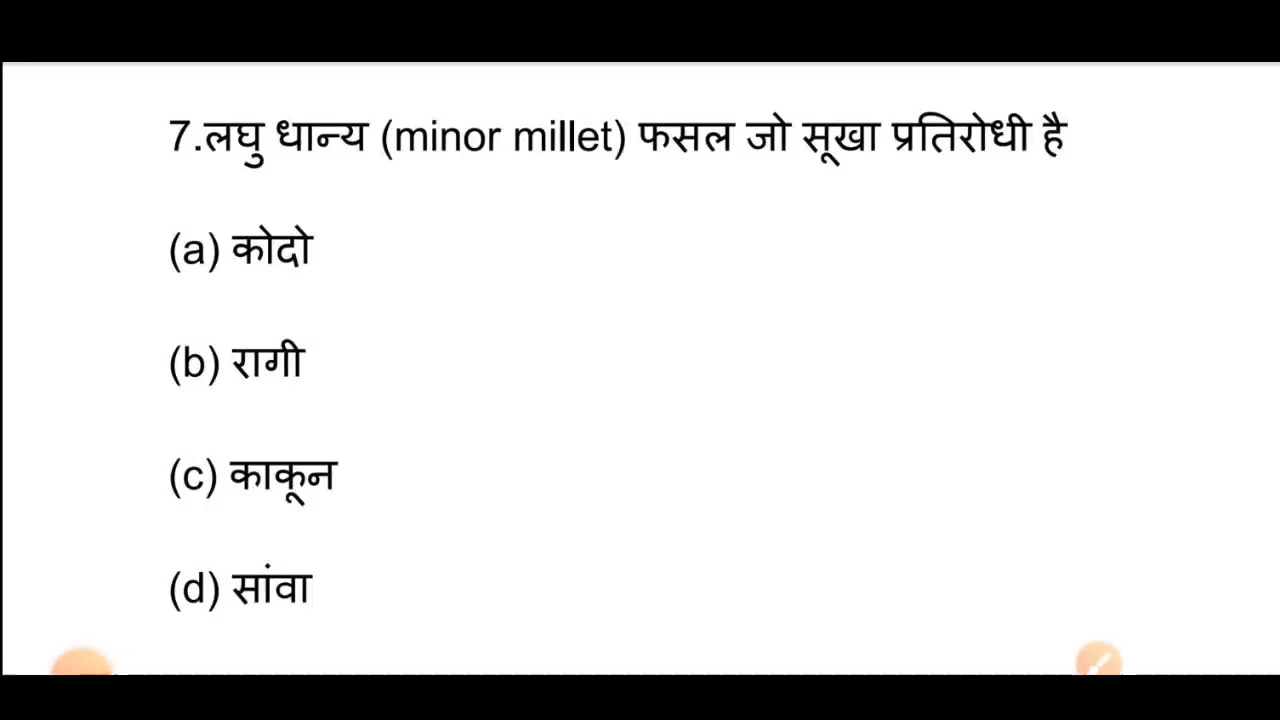 7.लघु धान्य (minor millet) फसल जो सूखा प्रतिरोधी है
(a) कोदो
(b) रागी
(c) काकून
(d) सांवा